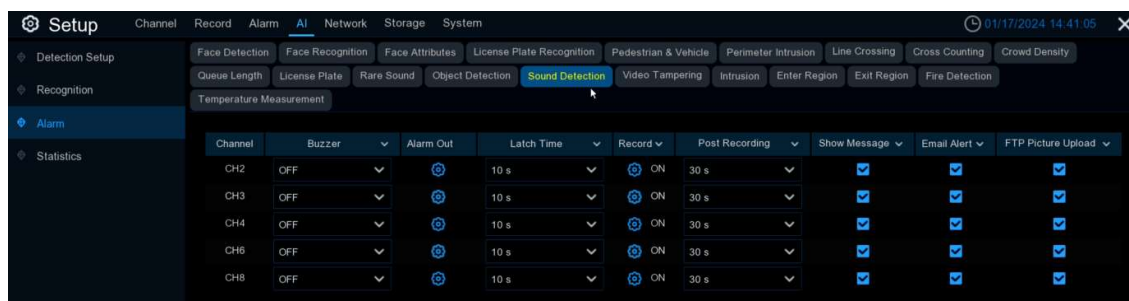 Setup Channel Record Alarm AI Network Storage System 01/17/2024 14:41:05
Detection Setup
Recognition
Alarm
Statistics
Face Detection Face Recognition Face Attributes License Plate Recognition Pedestrian & Vehicle Perimeter Intrusion Line Crossing Cross Counting Crowd Density
Queue Length License Plate Rare Sound Object Detection Sound Detection Video Tampering Intrusion Enter Region Exit Region Fire Detection
Temperature Measurement
Channel Buzzer Alarm Out Latch Time Record Post Recording Show Message Email Alert FTP Picture Upload
CH2 OFF 10 s ON 30 s
CH3 OFF 10 s ON 30 s
CH4 OFF 10 s ON 30 s
CH6 OFF 10 s ON 30 s
CH8 OFF 10 s ON 30 s